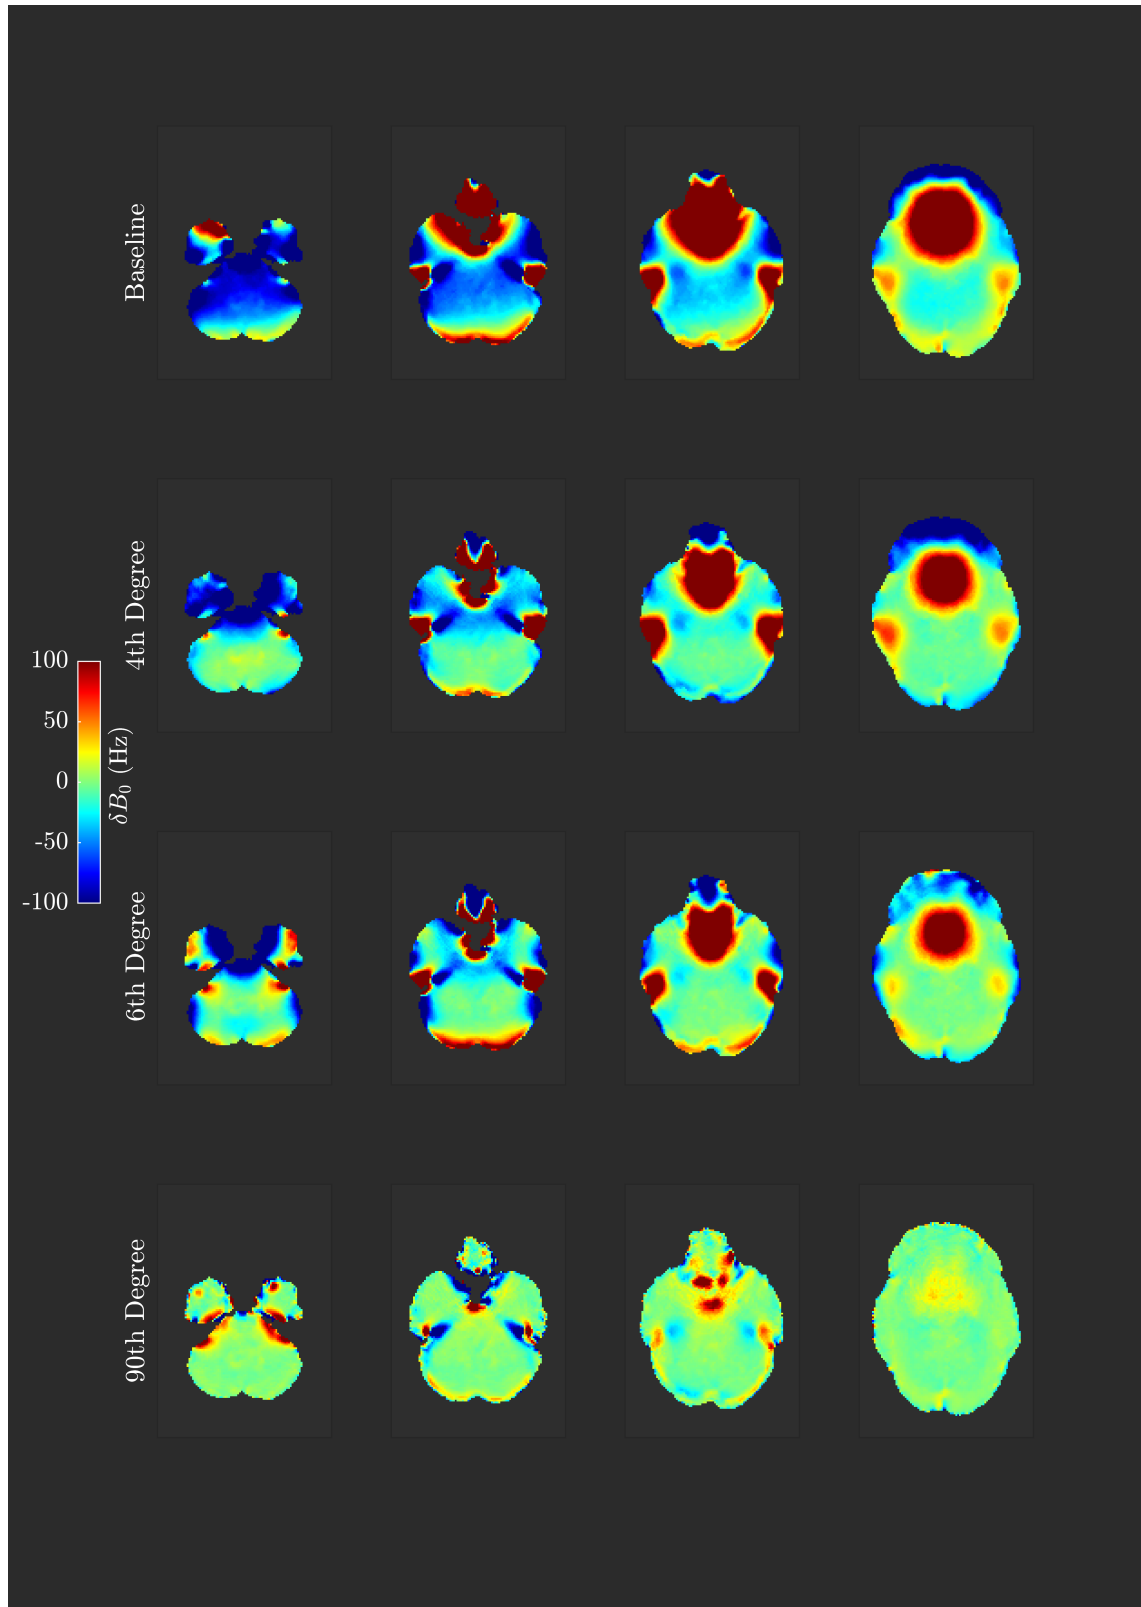 Baseline
4th Degree
6th Degree
90th Degree
100
50
0
-50
-100
δB₀ (Hz)